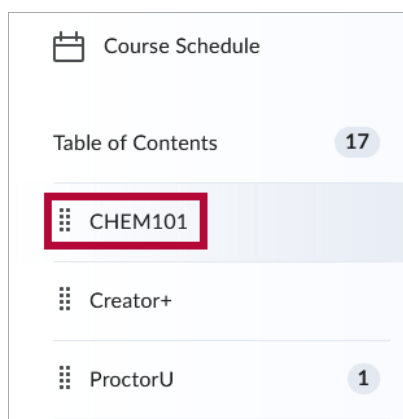 Course Schedule
Table of Contents 17
CHEM101
Creator+
ProctorU 1